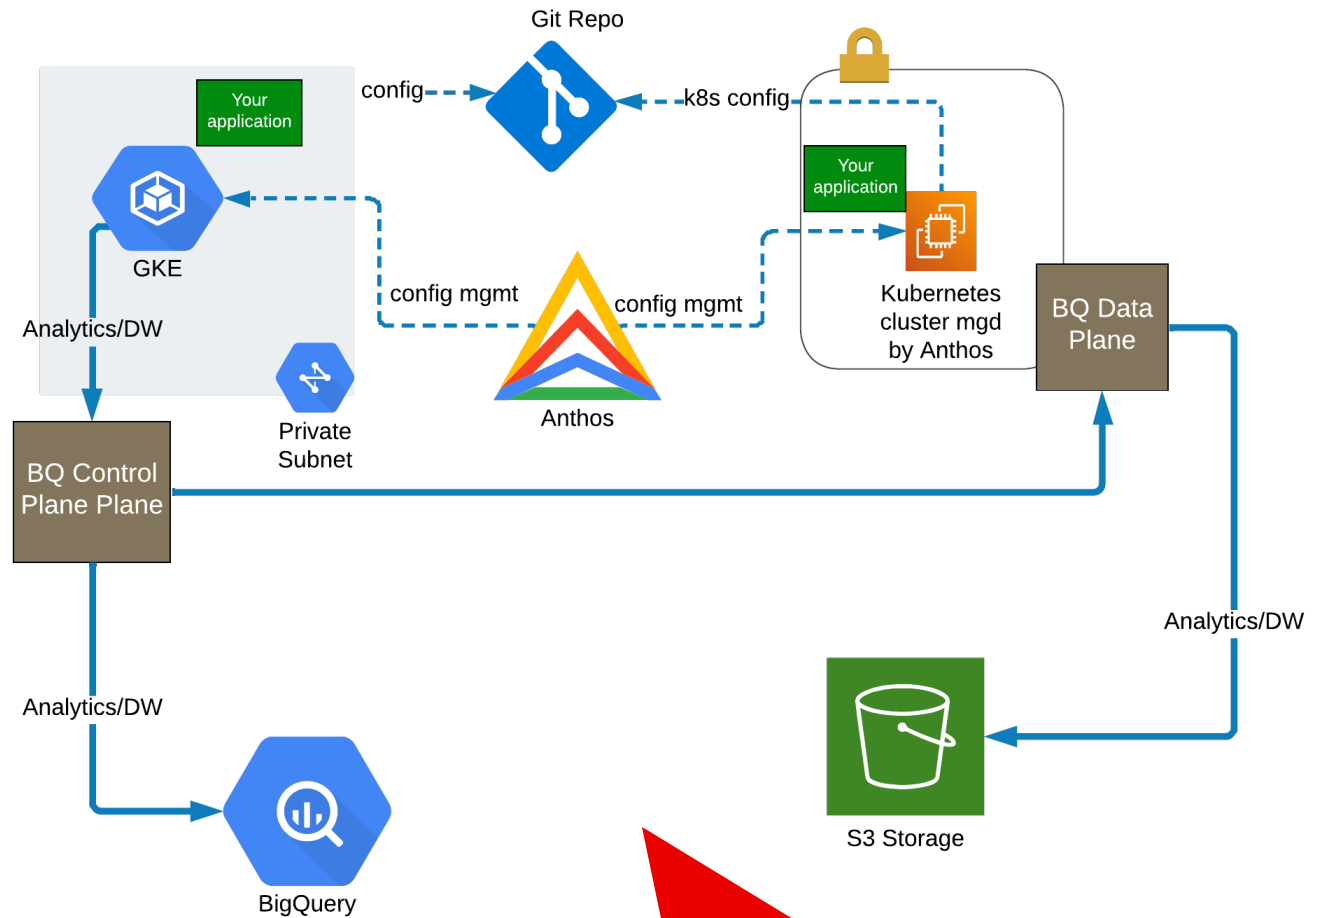 Git Repo
Your
application
config
k8s config
Your
application
GKE
config mgmt
config mgmt
Kubernetes
cluster mgd
by Anthos
BQ Data
Plane
Analytics/DW
Anthos
Private
Subnet
BQ Control
Plane Plane
Analytics/DW
Analytics/DW
S3 Storage
BigQuery